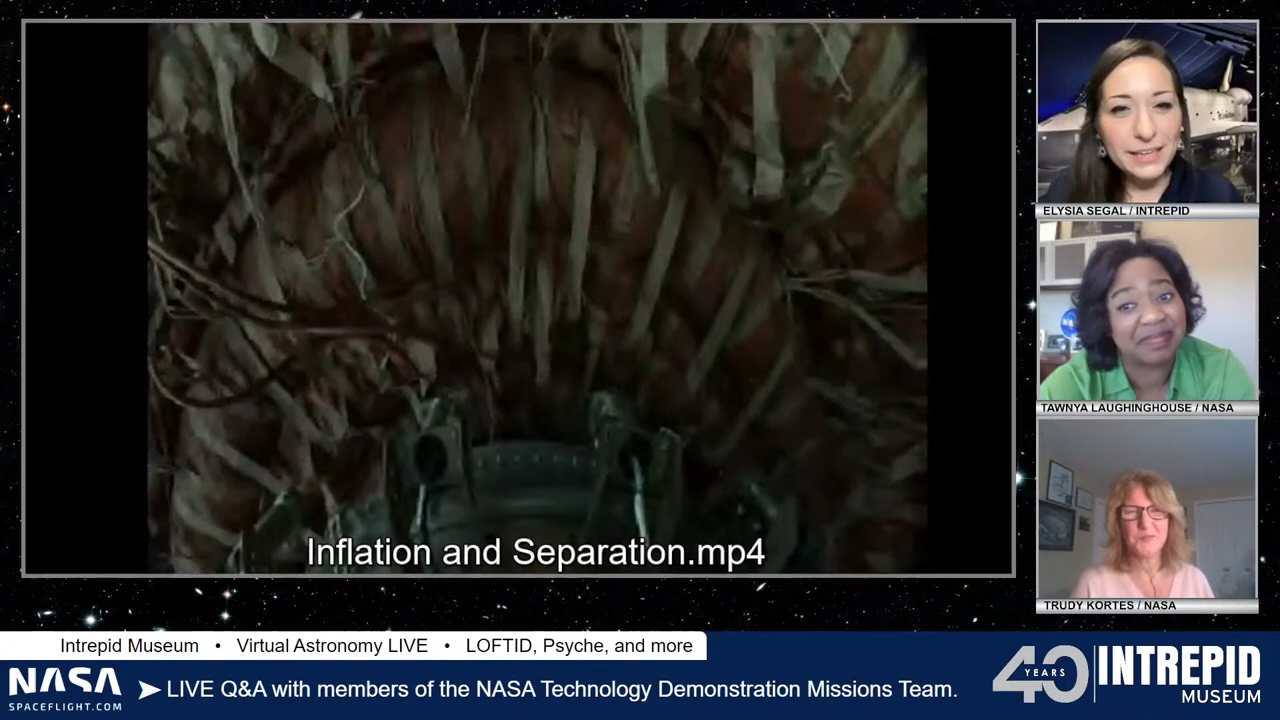 Inflation and Separation.mp4
ELYSIA SEGAL / INTREPID
NASA
TAWNYA LAUGHINGHOUSE / NASA
TRUDY KORTES / NASA
Intrepid Museum • Virtual Astronomy LIVE • LOFTID, Psyche, and more
NASA
SPACEFLIGHT.COM
LIVE Q&A with members of the NASA Technology Demonstration Missions Team.
40
YEARS
INTREPID
MUSEUM